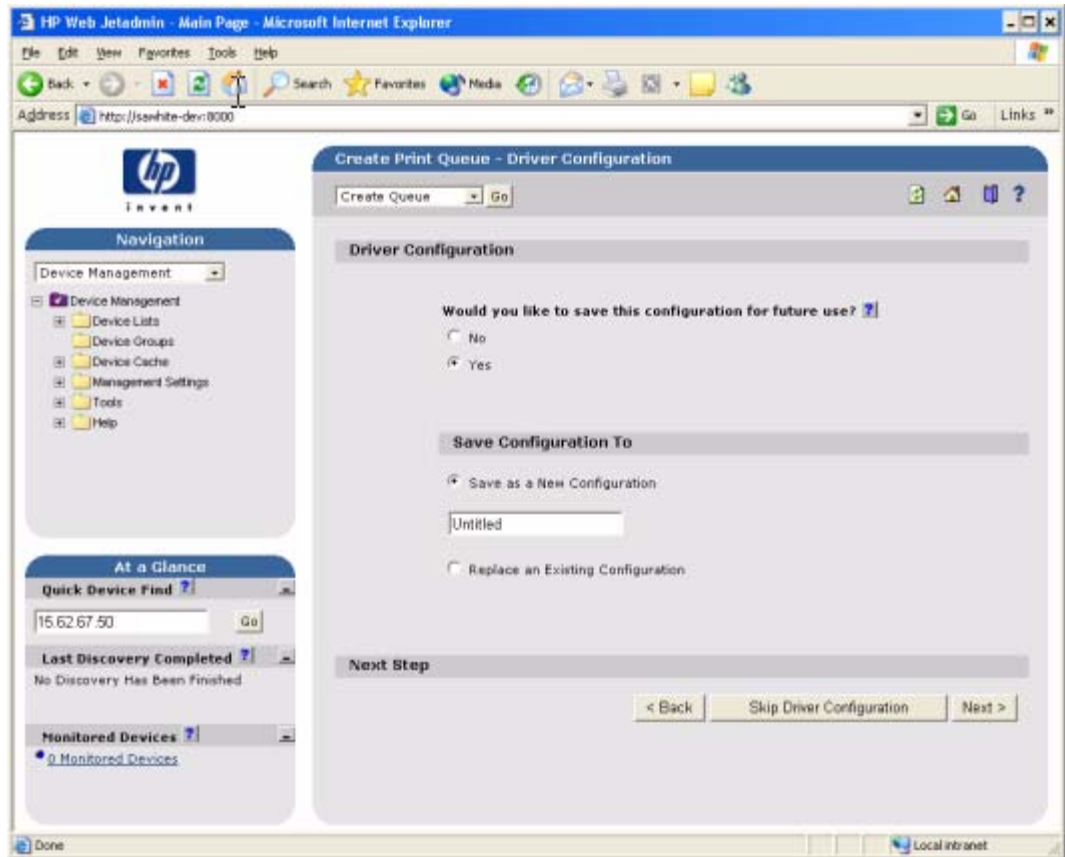 HP Web Jetadmin - Main Page - Microsoft Internet Explorer
File Edit View Favorites Tools Help
Back Search Favorites Media
Address http://sawhite-dev:8000 Go Links »
hp
invent
Navigation
Device Management
Device Management
Device Lists
Device Groups
Device Cache
Management Settings
Tools
Help
At a Glance
Quick Device Find ?
15.62.67.50 Go
Last Discovery Completed ?
No Discovery Has Been Finished
Monitored Devices ?
0 Monitored Devices
Create Print Queue - Driver Configuration
Create Queue Go ?
Driver Configuration
Would you like to save this configuration for future use? ?
No
Yes
Save Configuration To
Save as a New Configuration
Untitled
Replace an Existing Configuration
Next Step
< Back Skip Driver Configuration Next >
Done Local intranet